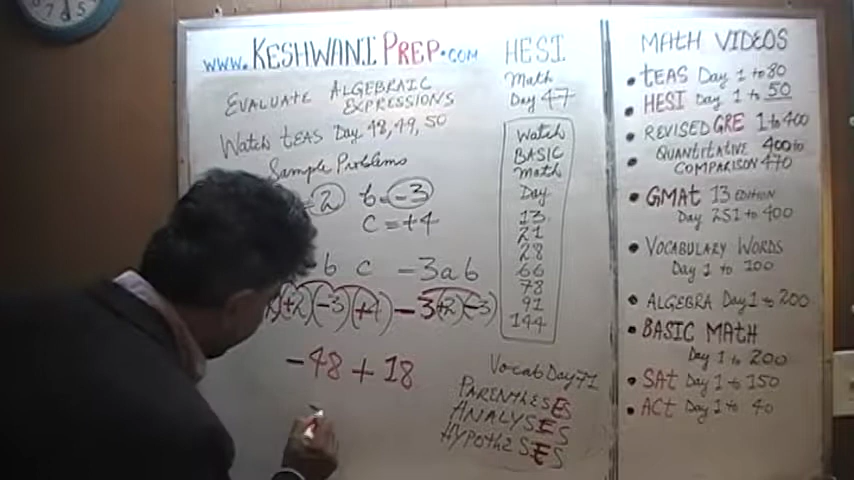 www.KESHWANIPREP.com
EVALUATE ALGEBRAIC
EXPRESSIONS
Watch TEAS Day 48, 49, 50
Sample Problems
= 2 b = -3
c = +4
b c -3ab
(+2)(-3)(+4) - 3(+2)(-3)
-48 + 18
HESI
Math
Day 47
Watch
BASIC
Math
Day
13
21
28
66
78
91
144
Vocab Day 71
PARENTHESES
ANALYSES
HYPOTHESES
MATH VIDEOS
• TEAS Day 1 to 80
• HESI Day 1 to 50
• REVISED GRE 1 to 400
• QUANTITATIVE 400 to
COMPARISON 470
• GMAT 13 EDITION
Day 251 to 400
• VOCABULARY WORDS
Day 1 to 100
• ALGEBRA Day 1 to 200
• BASIC MATH
Day 1 to 200
• SAT Day 1 to 150
• ACT Day 1 to 40